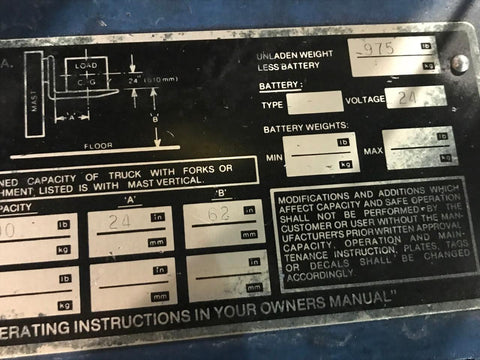 A.
UNLADEN WEIGHT
LESS BATTERY
975 lb
kg
LOAD
CG
24" (610 mm)
MAST
'A'
'B'
FLOOR
BATTERY:
TYPE - VOLTAGE 24
BATTERY WEIGHTS:
MIN lb kg MAX lb kg
NED CAPACITY OF TRUCK WITH FORKS OR
HMENT LISTED IS WITH MAST VERTICAL.
PACITY 'A' 'B'
00 lb 24 in 62 in
kg mm mm
lb in in
kg mm mm
MODIFICATIONS AND ADDITIONS WHICH
AFFECT CAPACITY AND SAFE OPERATION
SHALL NOT BE PERFORMED BY THE
CUSTOMER OR USER WITHOUT THE MAN-
UFACTURERS PRIOR WRITTEN APPROVAL
CAPACITY, OPERATION AND MAIN-
TENANCE INSTRUCTION, PLATES, TAGS
OR DECALS SHALL BE CHANGED
ACCORDINGLY.
ERATING INSTRUCTIONS IN YOUR OWNERS MANUAL"